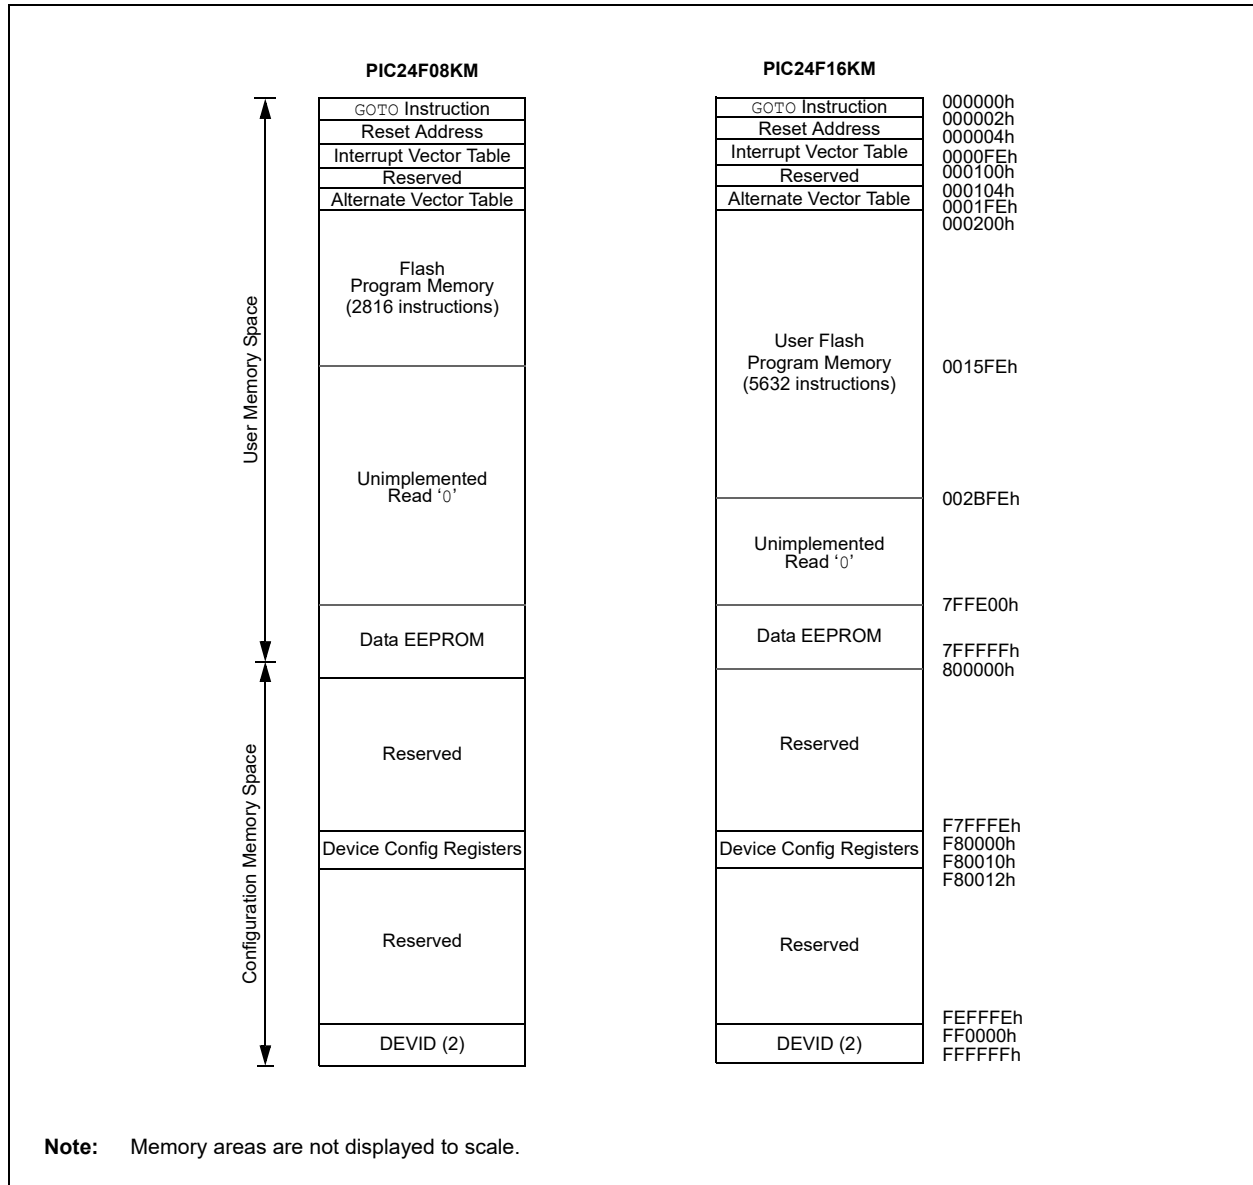 PIC24F08KM
GOTO Instruction
Reset Address
Interrupt Vector Table
Reserved
Alternate Vector Table
Flash
Program Memory
(2816 instructions)
Unimplemented
Read ‘0’
Data EEPROM
Reserved
Device Config Registers
Reserved
DEVID (2)
User Memory Space
Configuration Memory Space
PIC24F16KM
GOTO Instruction
Reset Address
Interrupt Vector Table
Reserved
Alternate Vector Table
User Flash
Program Memory
(5632 instructions)
Unimplemented
Read ‘0’
Data EEPROM
Reserved
Device Config Registers
Reserved
DEVID (2)
000000h
000002h
000004h
0000FEh
000100h
000104h
0001FEh
000200h
0015FEh
002BFEh
7FFE00h
7FFFFFh
800000h
F7FFFEh
F80000h
F80010h
F80012h
FEFFFEh
FF0000h
FFFFFFh
Note: Memory areas are not displayed to scale.